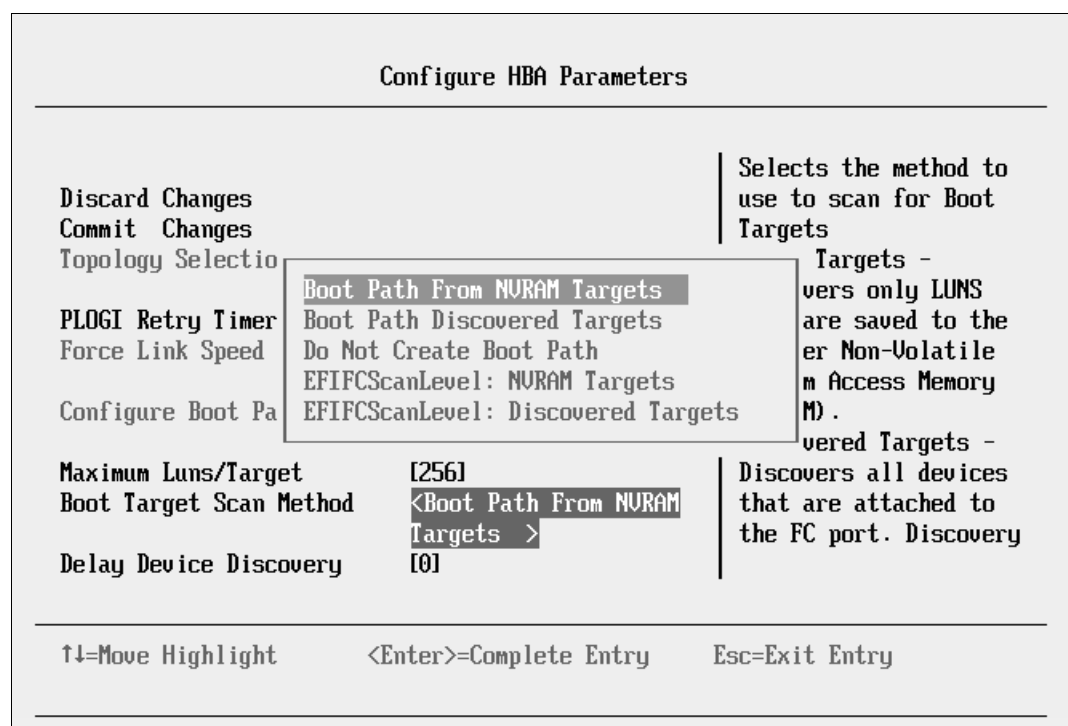 Configure HBA Parameters
Discard Changes
Commit  Changes
Topology Selectio
PLOGI Retry Timer
Force Link Speed
Configure Boot Pa
Maximum Luns/Target [256]
Boot Target Scan Method <Boot Path From NVRAM
Targets >
Delay Device Discovery [0]
Boot Path From NVRAM Targets
Boot Path Discovered Targets
Do Not Create Boot Path
EFIFCScanLevel: NVRAM Targets
EFIFCScanLevel: Discovered Targets
Selects the method to
use to scan for Boot
Targets
Targets -
vers only LUNS
are saved to the
er Non-Volatile
m Access Memory
M).
vered Targets -
Discovers all devices
that are attached to
the FC port. Discovery
↑↓=Move Highlight <Enter>=Complete Entry Esc=Exit Entry